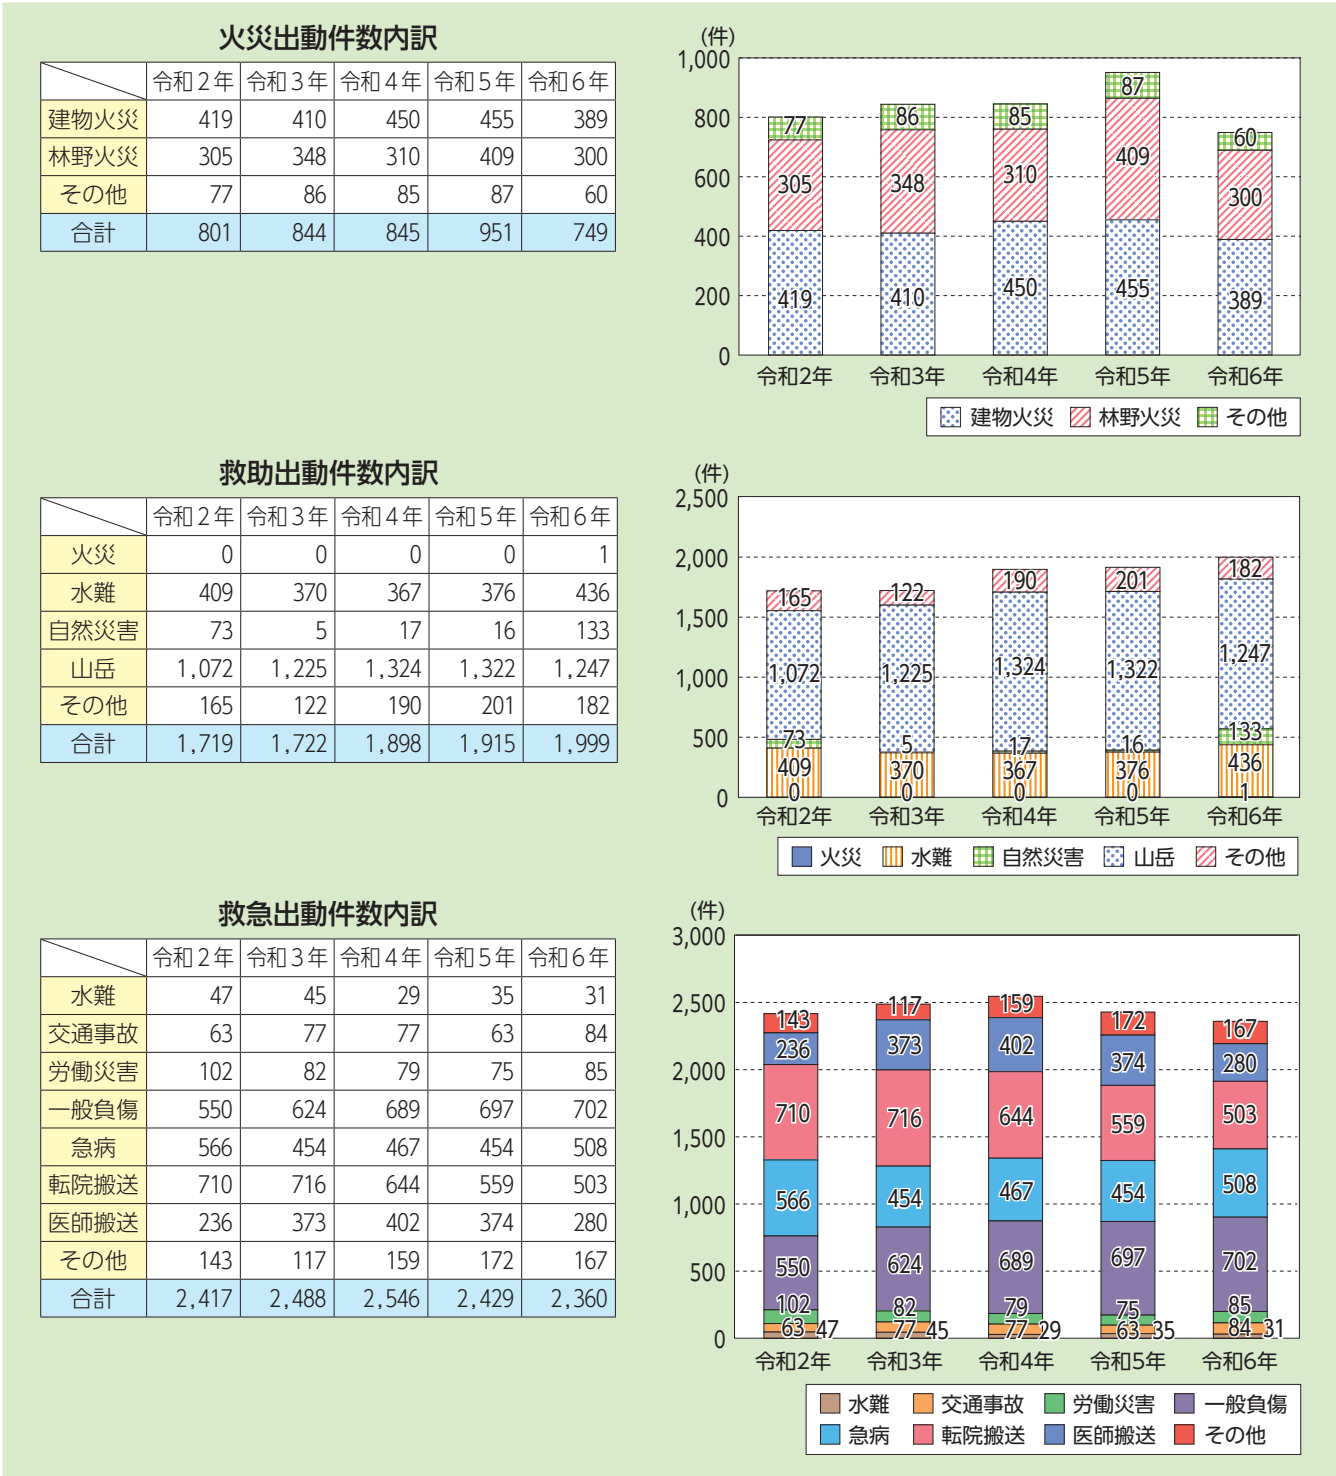 火災出動件数内訳
令和２年 令和３年 令和４年 令和５年 令和６年
建物火災 419 410 450 455 389
林野火災 305 348 310 409 300
その他 77 86 85 87 60
合計 801 844 845 951 749
(件)
1,000
800
600
400
200
0
77 86 85 87 60
305 348 310 409 300
419 410 450 455 389
令和2年 令和3年 令和4年 令和5年 令和6年
建物火災 林野火災 その他
救助出動件数内訳
令和２年 令和３年 令和４年 令和５年 令和６年
火災 0 0 0 0 1
水難 409 370 367 376 436
自然災害 73 5 17 16 133
山岳 1,072 1,225 1,324 1,322 1,247
その他 165 122 190 201 182
合計 1,719 1,722 1,898 1,915 1,999
(件)
2,500
2,000
1,500
1,000
500
0
165 122 190 201 182
1,072 1,225 1,324 1,322 1,247
73 5 17 16 133
409 370 367 376 436
0 0 0 0 1
令和2年 令和3年 令和4年 令和5年 令和6年
火災 水難 自然災害 山岳 その他
救急出動件数内訳
令和２年 令和３年 令和４年 令和５年 令和６年
水難 47 45 29 35 31
交通事故 63 77 77 63 84
労働災害 102 82 79 75 85
一般負傷 550 624 689 697 702
急病 566 454 467 454 508
転院搬送 710 716 644 559 503
医師搬送 236 373 402 374 280
その他 143 117 159 172 167
合計 2,417 2,488 2,546 2,429 2,360
(件)
3,000
2,500
2,000
1,500
1,000
500
0
143 117 159 172 167
236 373 402 374 280
710 716 644 559 503
566 454 467 454 508
550 624 689 697 702
102 82 79 75 85
63 47 77 45 77 29 63 35 84 31
令和2年 令和3年 令和4年 令和5年 令和6年
水難 交通事故 労働災害 一般負傷
急病 転院搬送 医師搬送 その他